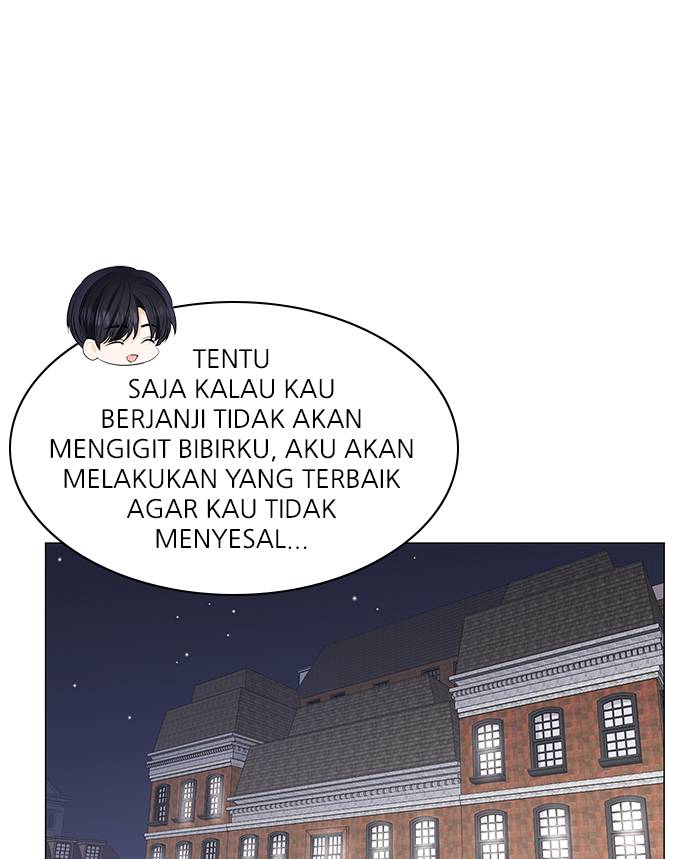 TENTU
SAJA KALAU KAU
BERJANJI TIDAK AKAN
MENGIGIT BIBIRKU, AKU AKAN
MELAKUKAN YANG TERBAIK
AGAR KAU TIDAK
MENYESAL...